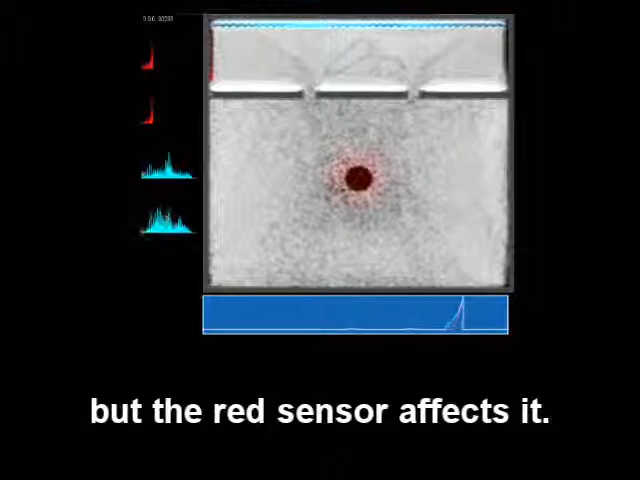 but the red sensor affects it.